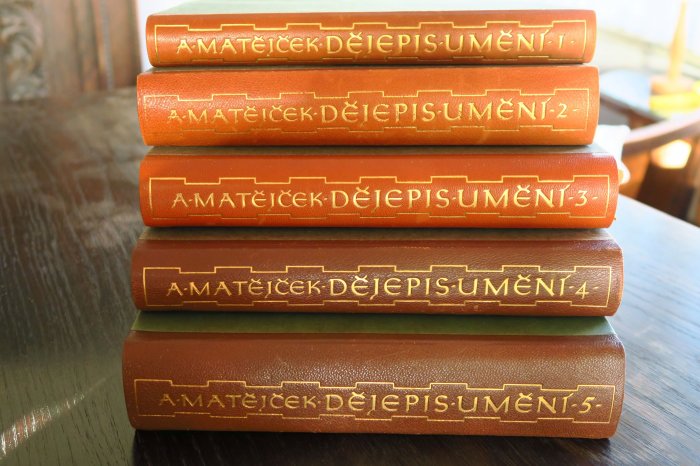 A·MATĚJČEK·DĚJEPIS·UMĚNÍ·1·
A·MATĚJČEK·DĚJEPIS·UMĚNÍ·2·
A·MATĚJČEK·DĚJEPIS·UMĚNÍ·3·
A·MATĚJČEK·DĚJEPIS·UMĚNÍ·4·
A·MATĚJČEK·DĚJEPIS·UMĚNÍ·5·